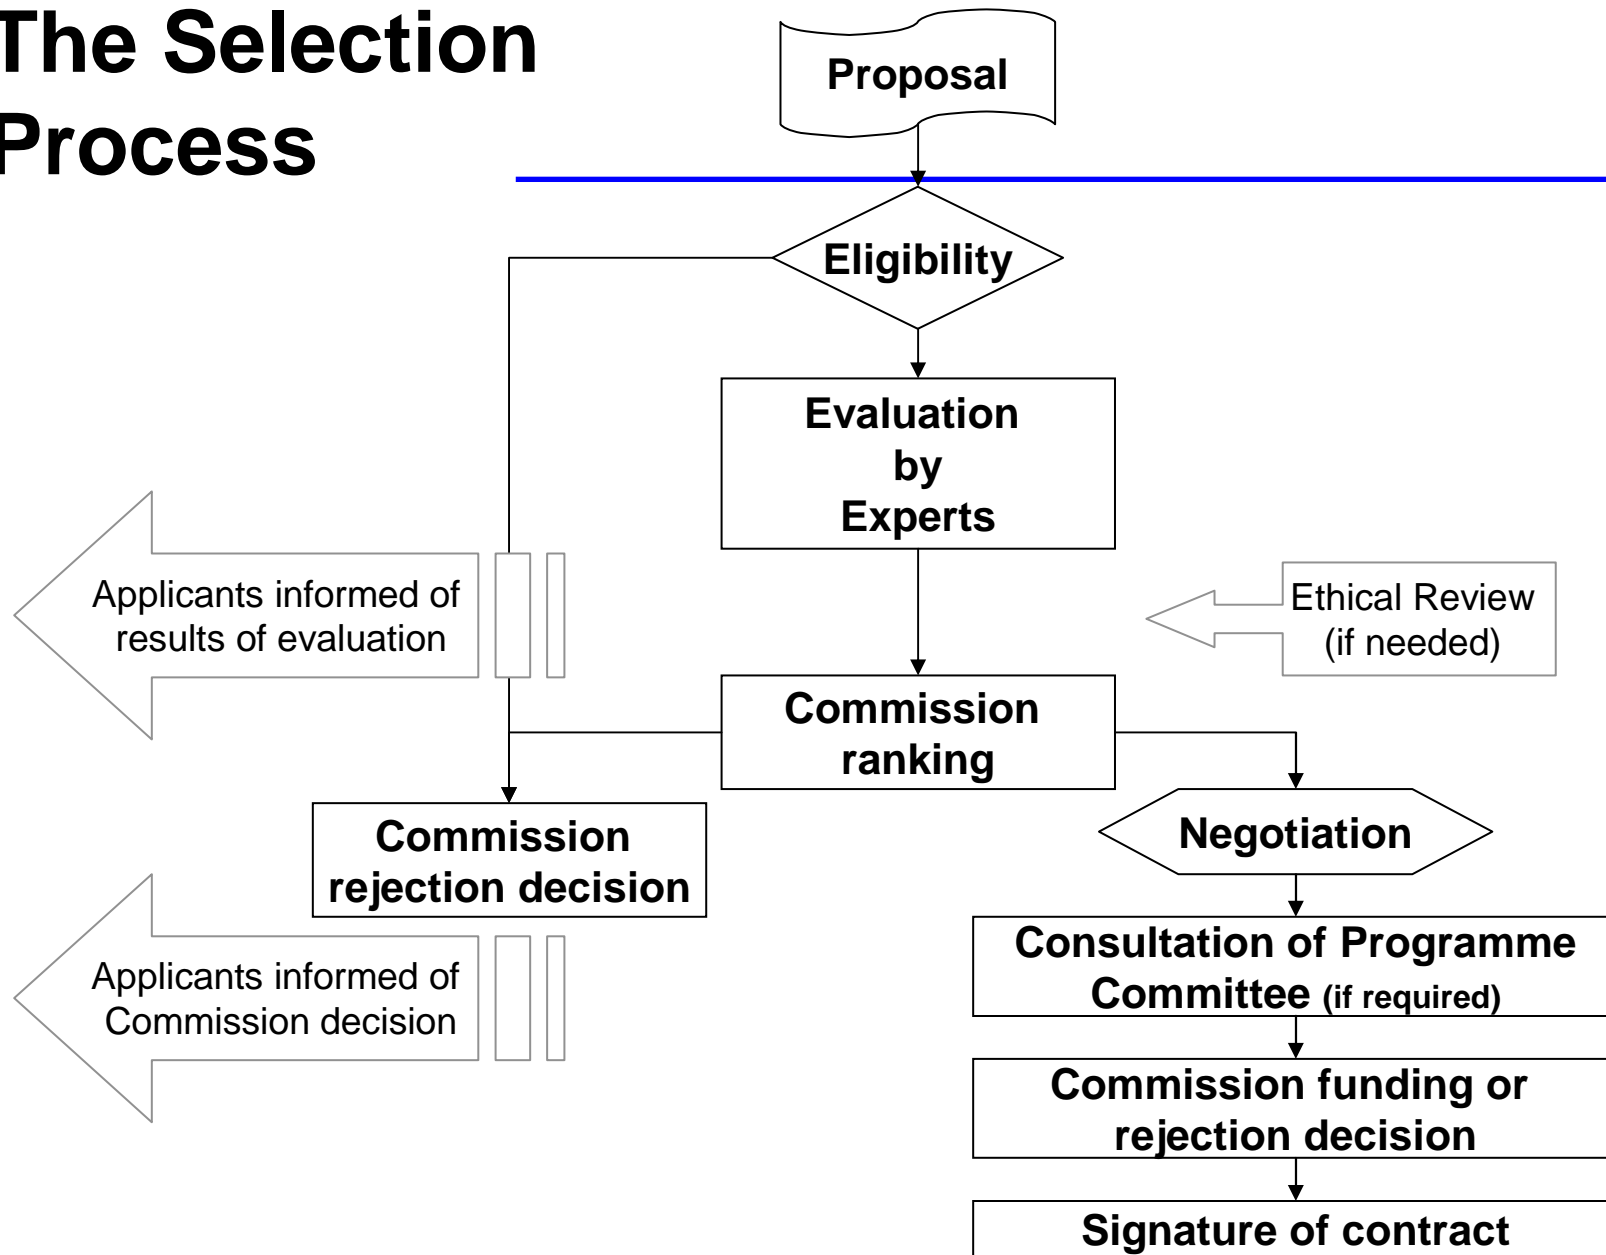 The Selection
Process
Proposal
Eligibility
Evaluation
by
Experts
Applicants informed of
results of evaluation
Ethical Review
(if needed)
Commission
ranking
Commission
rejection decision
Negotiation
Applicants informed of
Commission decision
Consultation of Programme
Committee (if required)
Commission funding or
rejection decision
Signature of contract